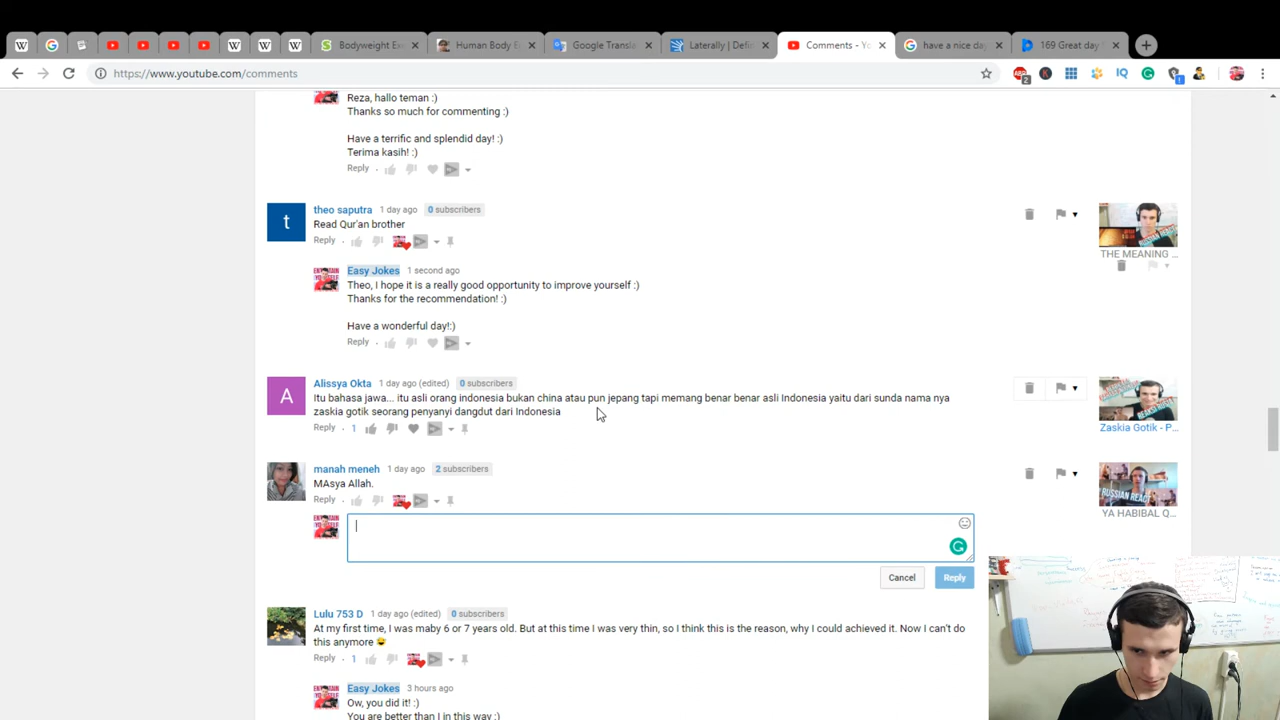 Bodyweight Exe
Human Body E
Google Transla
Laterally | Defin
Comments - Yo
have a nice day
169 Great day
https://www.youtube.com/comments
Reza, hallo teman :)
Thanks so much for commenting :)
Have a terrific and splendid day! :)
Terima kasih! :)
Reply
t
theo saputra 1 day ago 0 subscribers
Read Qur'an brother
Reply
THE MEANING ...
Easy Jokes 1 second ago
Theo, I hope it is a really good opportunity to improve yourself :)
Thanks for the recommendation! :)
Have a wonderful day!:)
Reply
A
Alissya Okta 1 day ago (edited) 0 subscribers
Itu bahasa jawa... itu asli orang indonesia bukan china atau pun jepang tapi memang benar benar asli Indonesia yaitu dari sunda nama nya
zaskia gotik seorang penyanyi dangdut dari Indonesia
Reply 1
Zaskia Gotik - P...
manah meneh 1 day ago 2 subscribers
MAsya Allah.
Reply
RUSSIAN REACT
YA HABIBAL Q...
Cancel Reply
Lulu 753 D 1 day ago (edited) 0 subscribers
At my first time, I was maby 6 or 7 years old. But at this time I was very thin, so I think this is the reason, why I could achieved it. Now I can't do
this anymore
Reply 1
Easy Jokes 3 hours ago
Ow, you did it! :)
You are better than I in this way :)